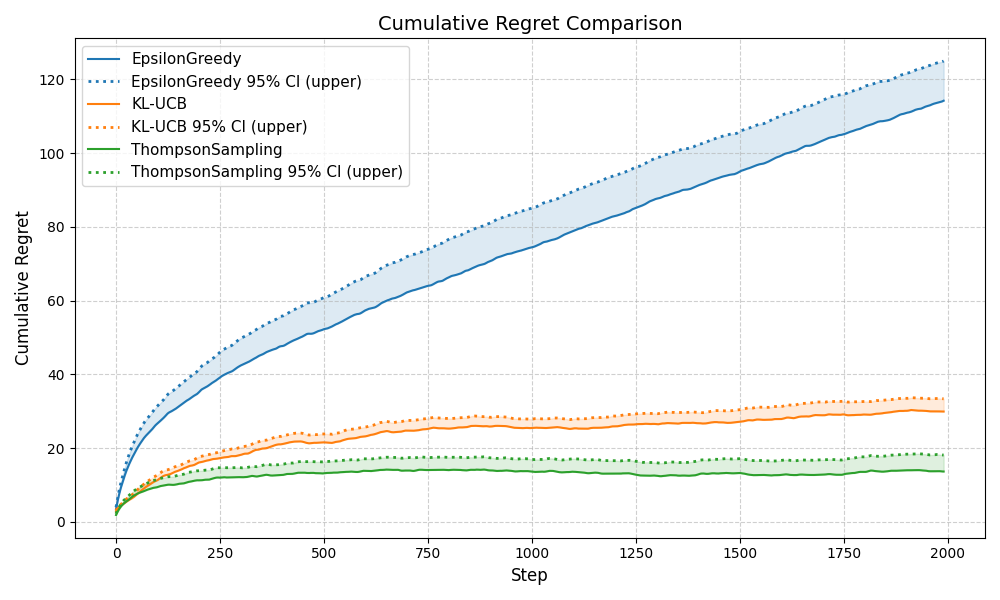 Cumulative Regret Comparison
EpsilonGreedy
EpsilonGreedy 95% CI (upper)
KL-UCB
KL-UCB 95% CI (upper)
ThompsonSampling
ThompsonSampling 95% CI (upper)
Cumulative Regret
120
100
80
60
40
20
0
0 250 500 750 1000 1250 1500 1750 2000
Step